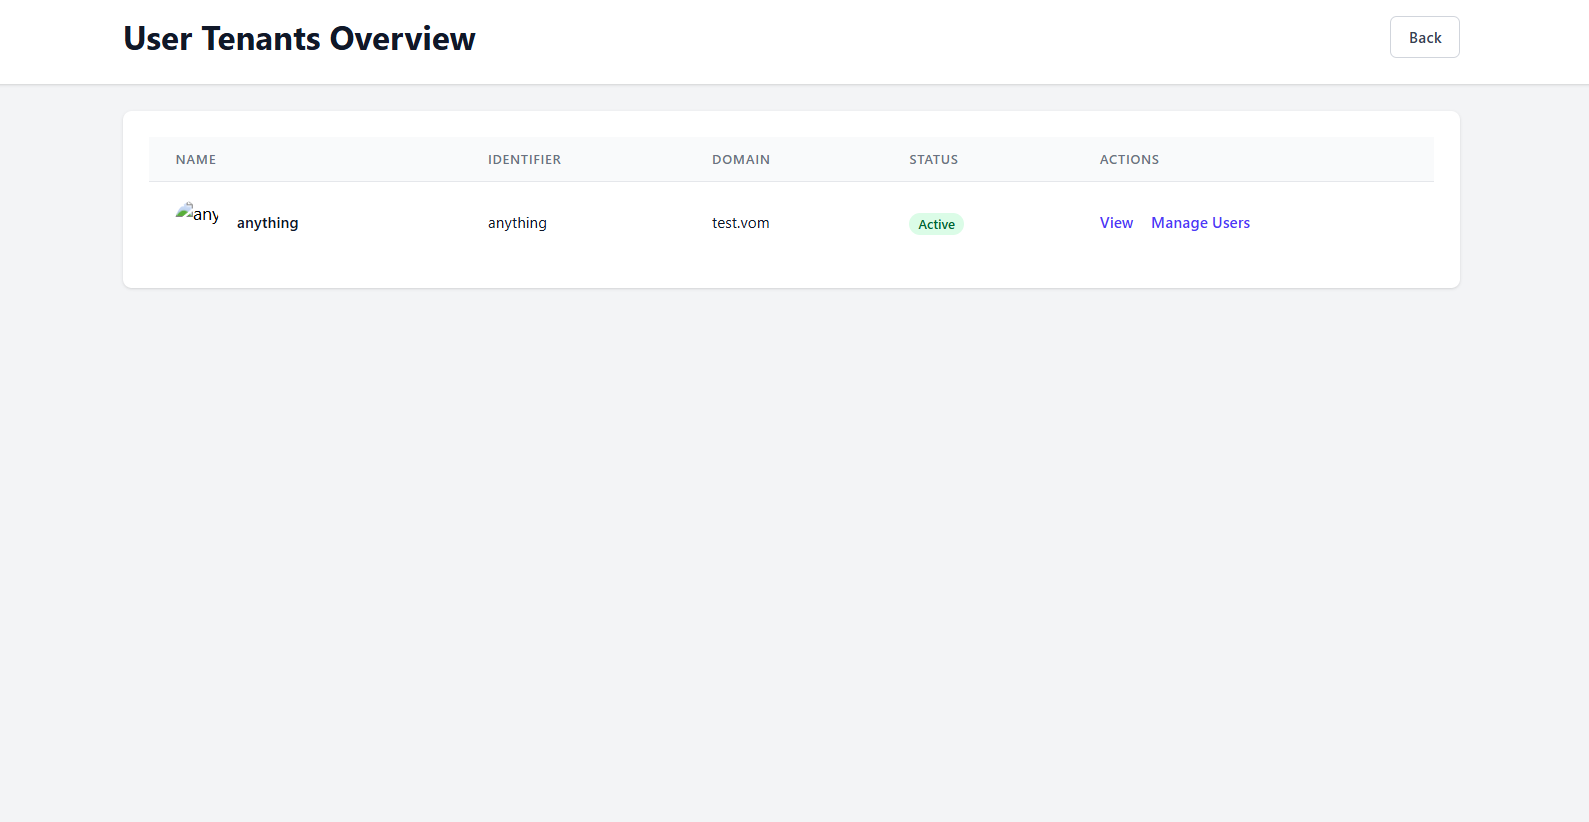 User Tenants Overview
Back
NAME IDENTIFIER DOMAIN STATUS ACTIONS
any anything anything test.vom Active View Manage Users